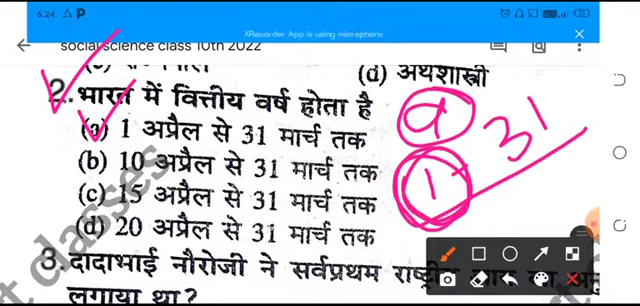 6:24
XRecorder App is using microphone
social science class 10th 2022
(d) अर्थशास्त्री
2. भारत में वित्तीय वर्ष होता है
(a) 1 अप्रैल से 31 मार्च तक
(b) 10 अप्रैल से 31 मार्च तक
(c) 15 अप्रैल से 31 मार्च तक
(d) 20 अप्रैल से 31 मार्च तक
a
1 - 31
3. दादाभाई नौरोजी ने सर्वप्रथम
लगाया था?
classes